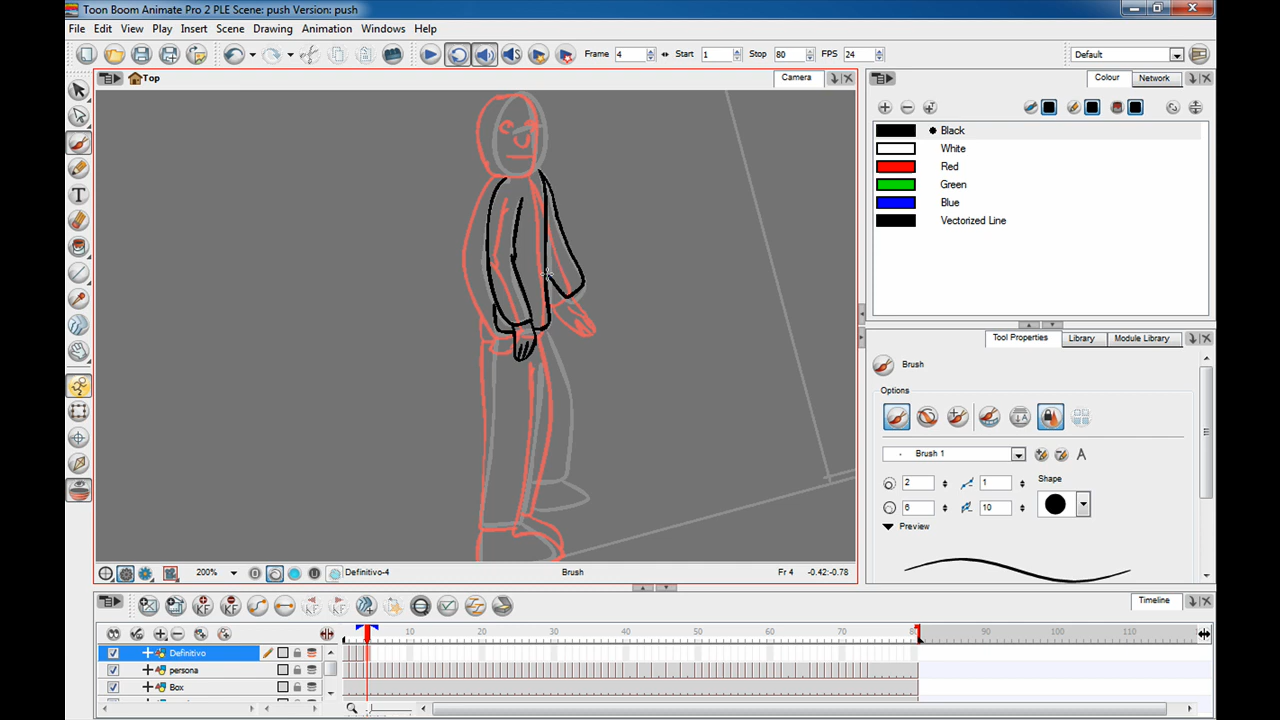 Toon Boom Animate Pro 2 PLE Scene: push Version: push
File Edit View Play Insert Scene Drawing Animation Windows Help
Frame 4 Start 1 Stop 80 FPS 24 Default
Top Camera
Colour Network
Black
White
Red
Green
Blue
Vectorized Line
T
Tool Properties Library Module Library
Brush
Options
Brush 1 A
2 1 Shape
6 10
Preview
200% Definitivo-4 Brush Fr 4 -0.42:-0.78
Timeline
10 20 30 40 50 60 70 80 90 100 110
Definitivo
persona
Box